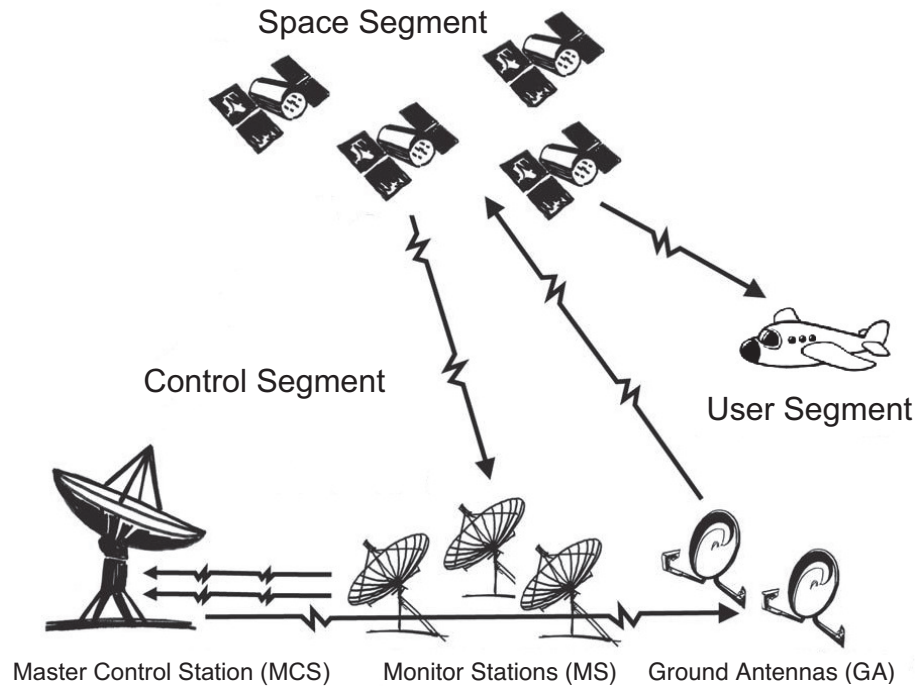 Space Segment
Control Segment
User Segment
Master Control Station (MCS)
Monitor Stations (MS)
Ground Antennas (GA)